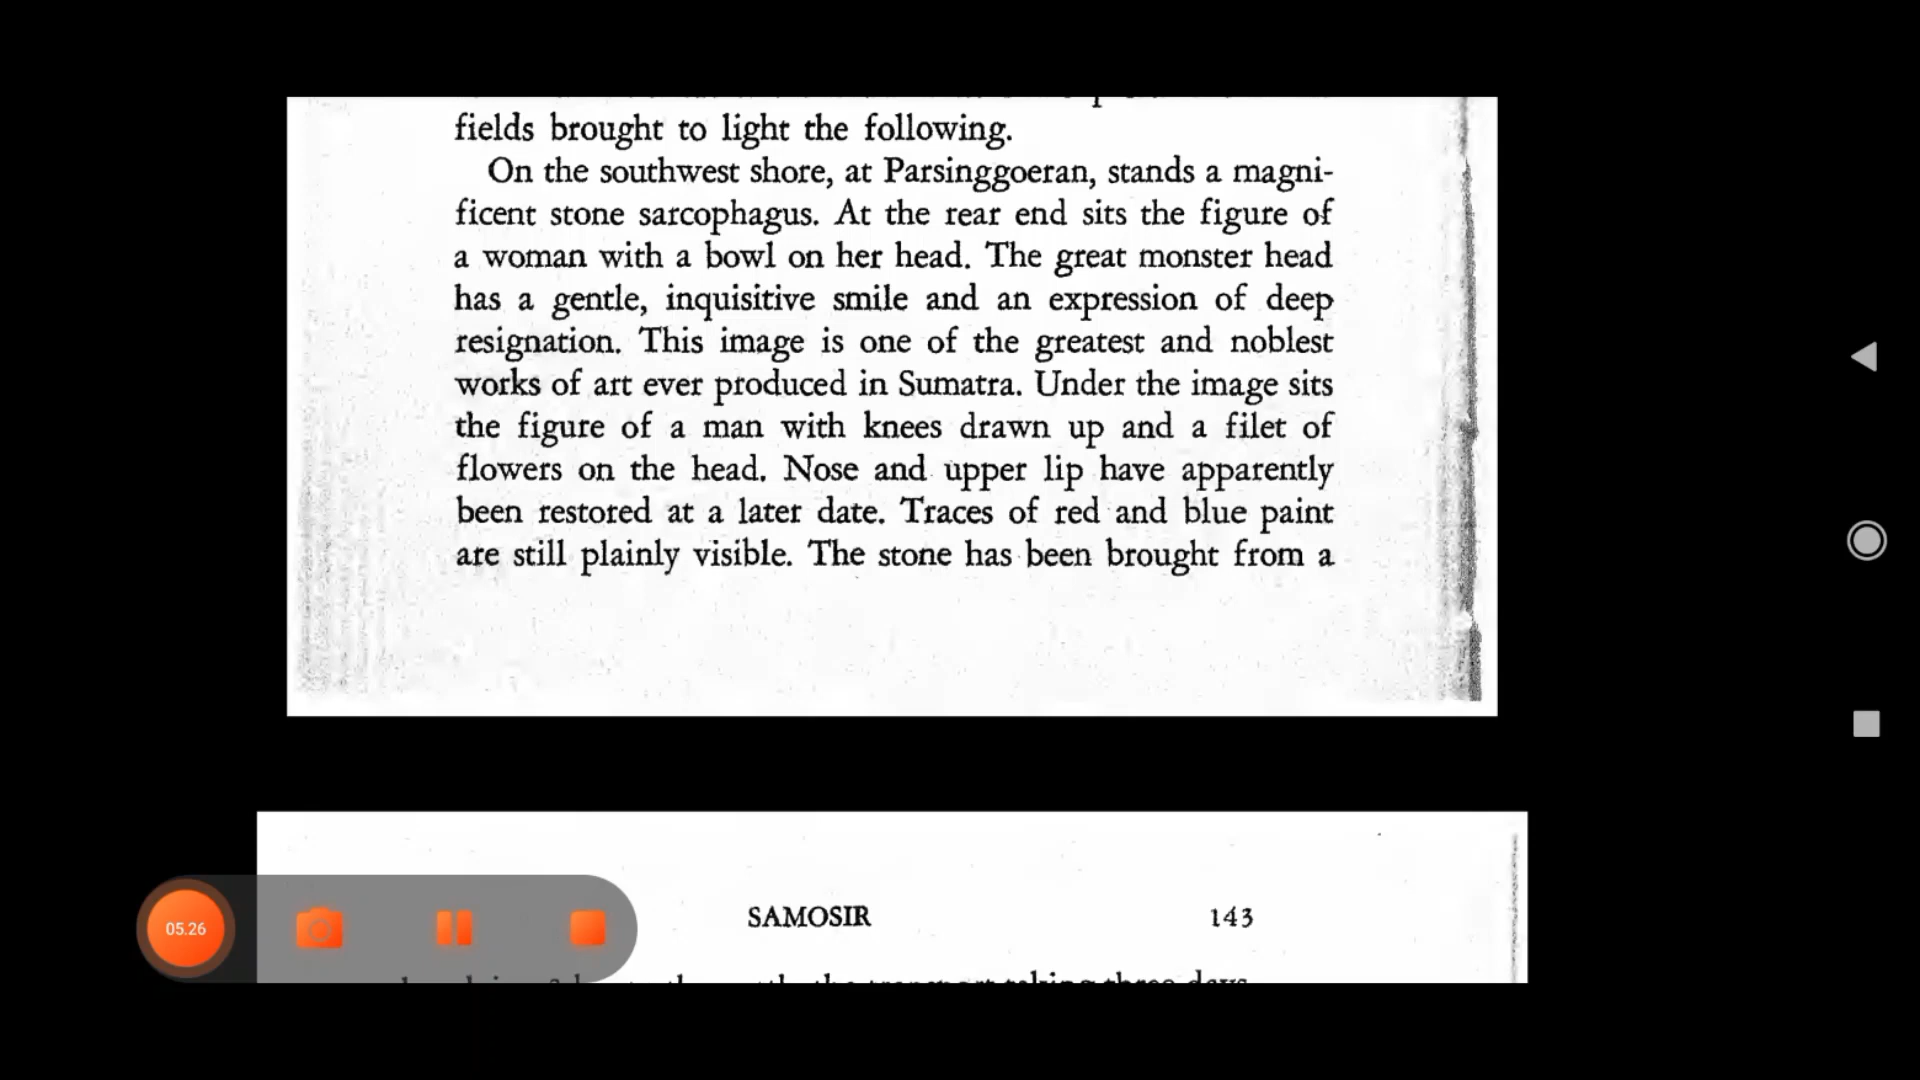 fields brought to light the following.
On the southwest shore, at Parsinggoeran, stands a magni-
ficent stone sarcophagus. At the rear end sits the figure of
a woman with a bowl on her head. The great monster head
has a gentle, inquisitive smile and an expression of deep
resignation. This image is one of the greatest and noblest
works of art ever produced in Sumatra. Under the image sits
the figure of a man with knees drawn up and a filet of
flowers on the head. Nose and upper lip have apparently
been restored at a later date. Traces of red and blue paint
are still plainly visible. The stone has been brought from a
SAMOSIR 143
05.26
the transport taking three days